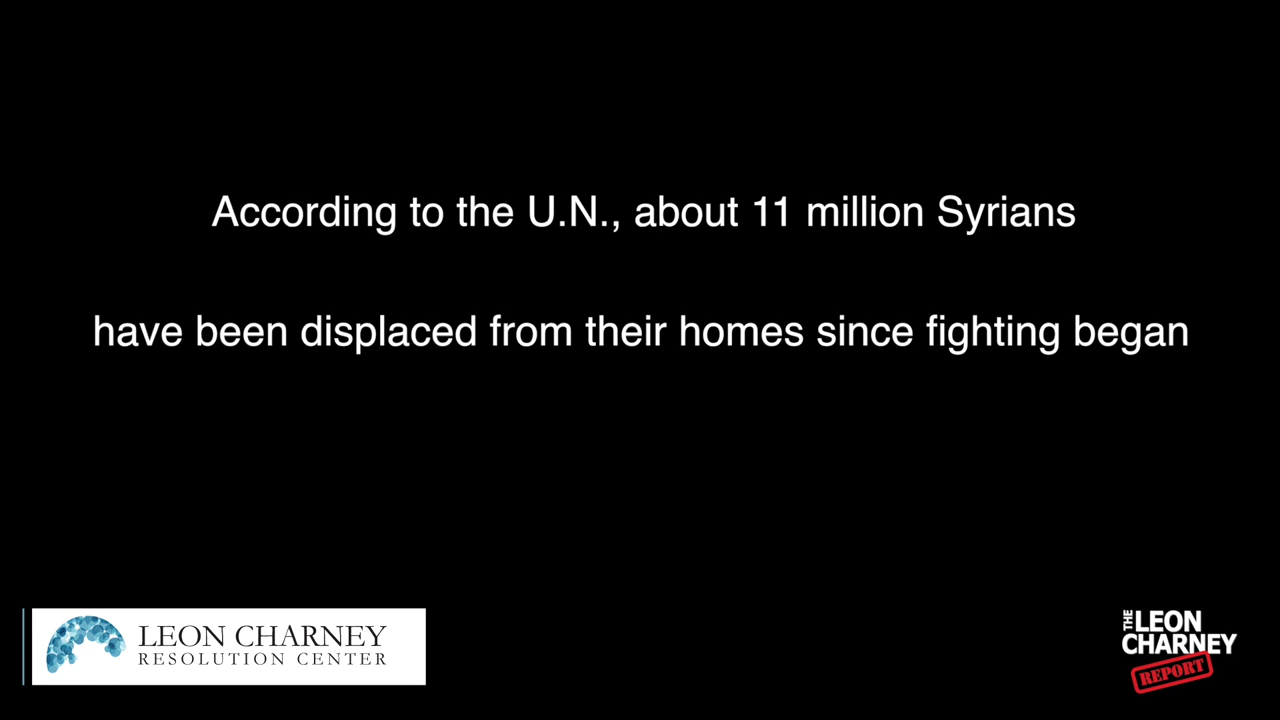 According to the U.N., about 11 million Syrians
have been displaced from their homes since fighting began
LEON CHARNEY
RESOLUTION CENTER
THE
LEON
CHARNEY
REPORT